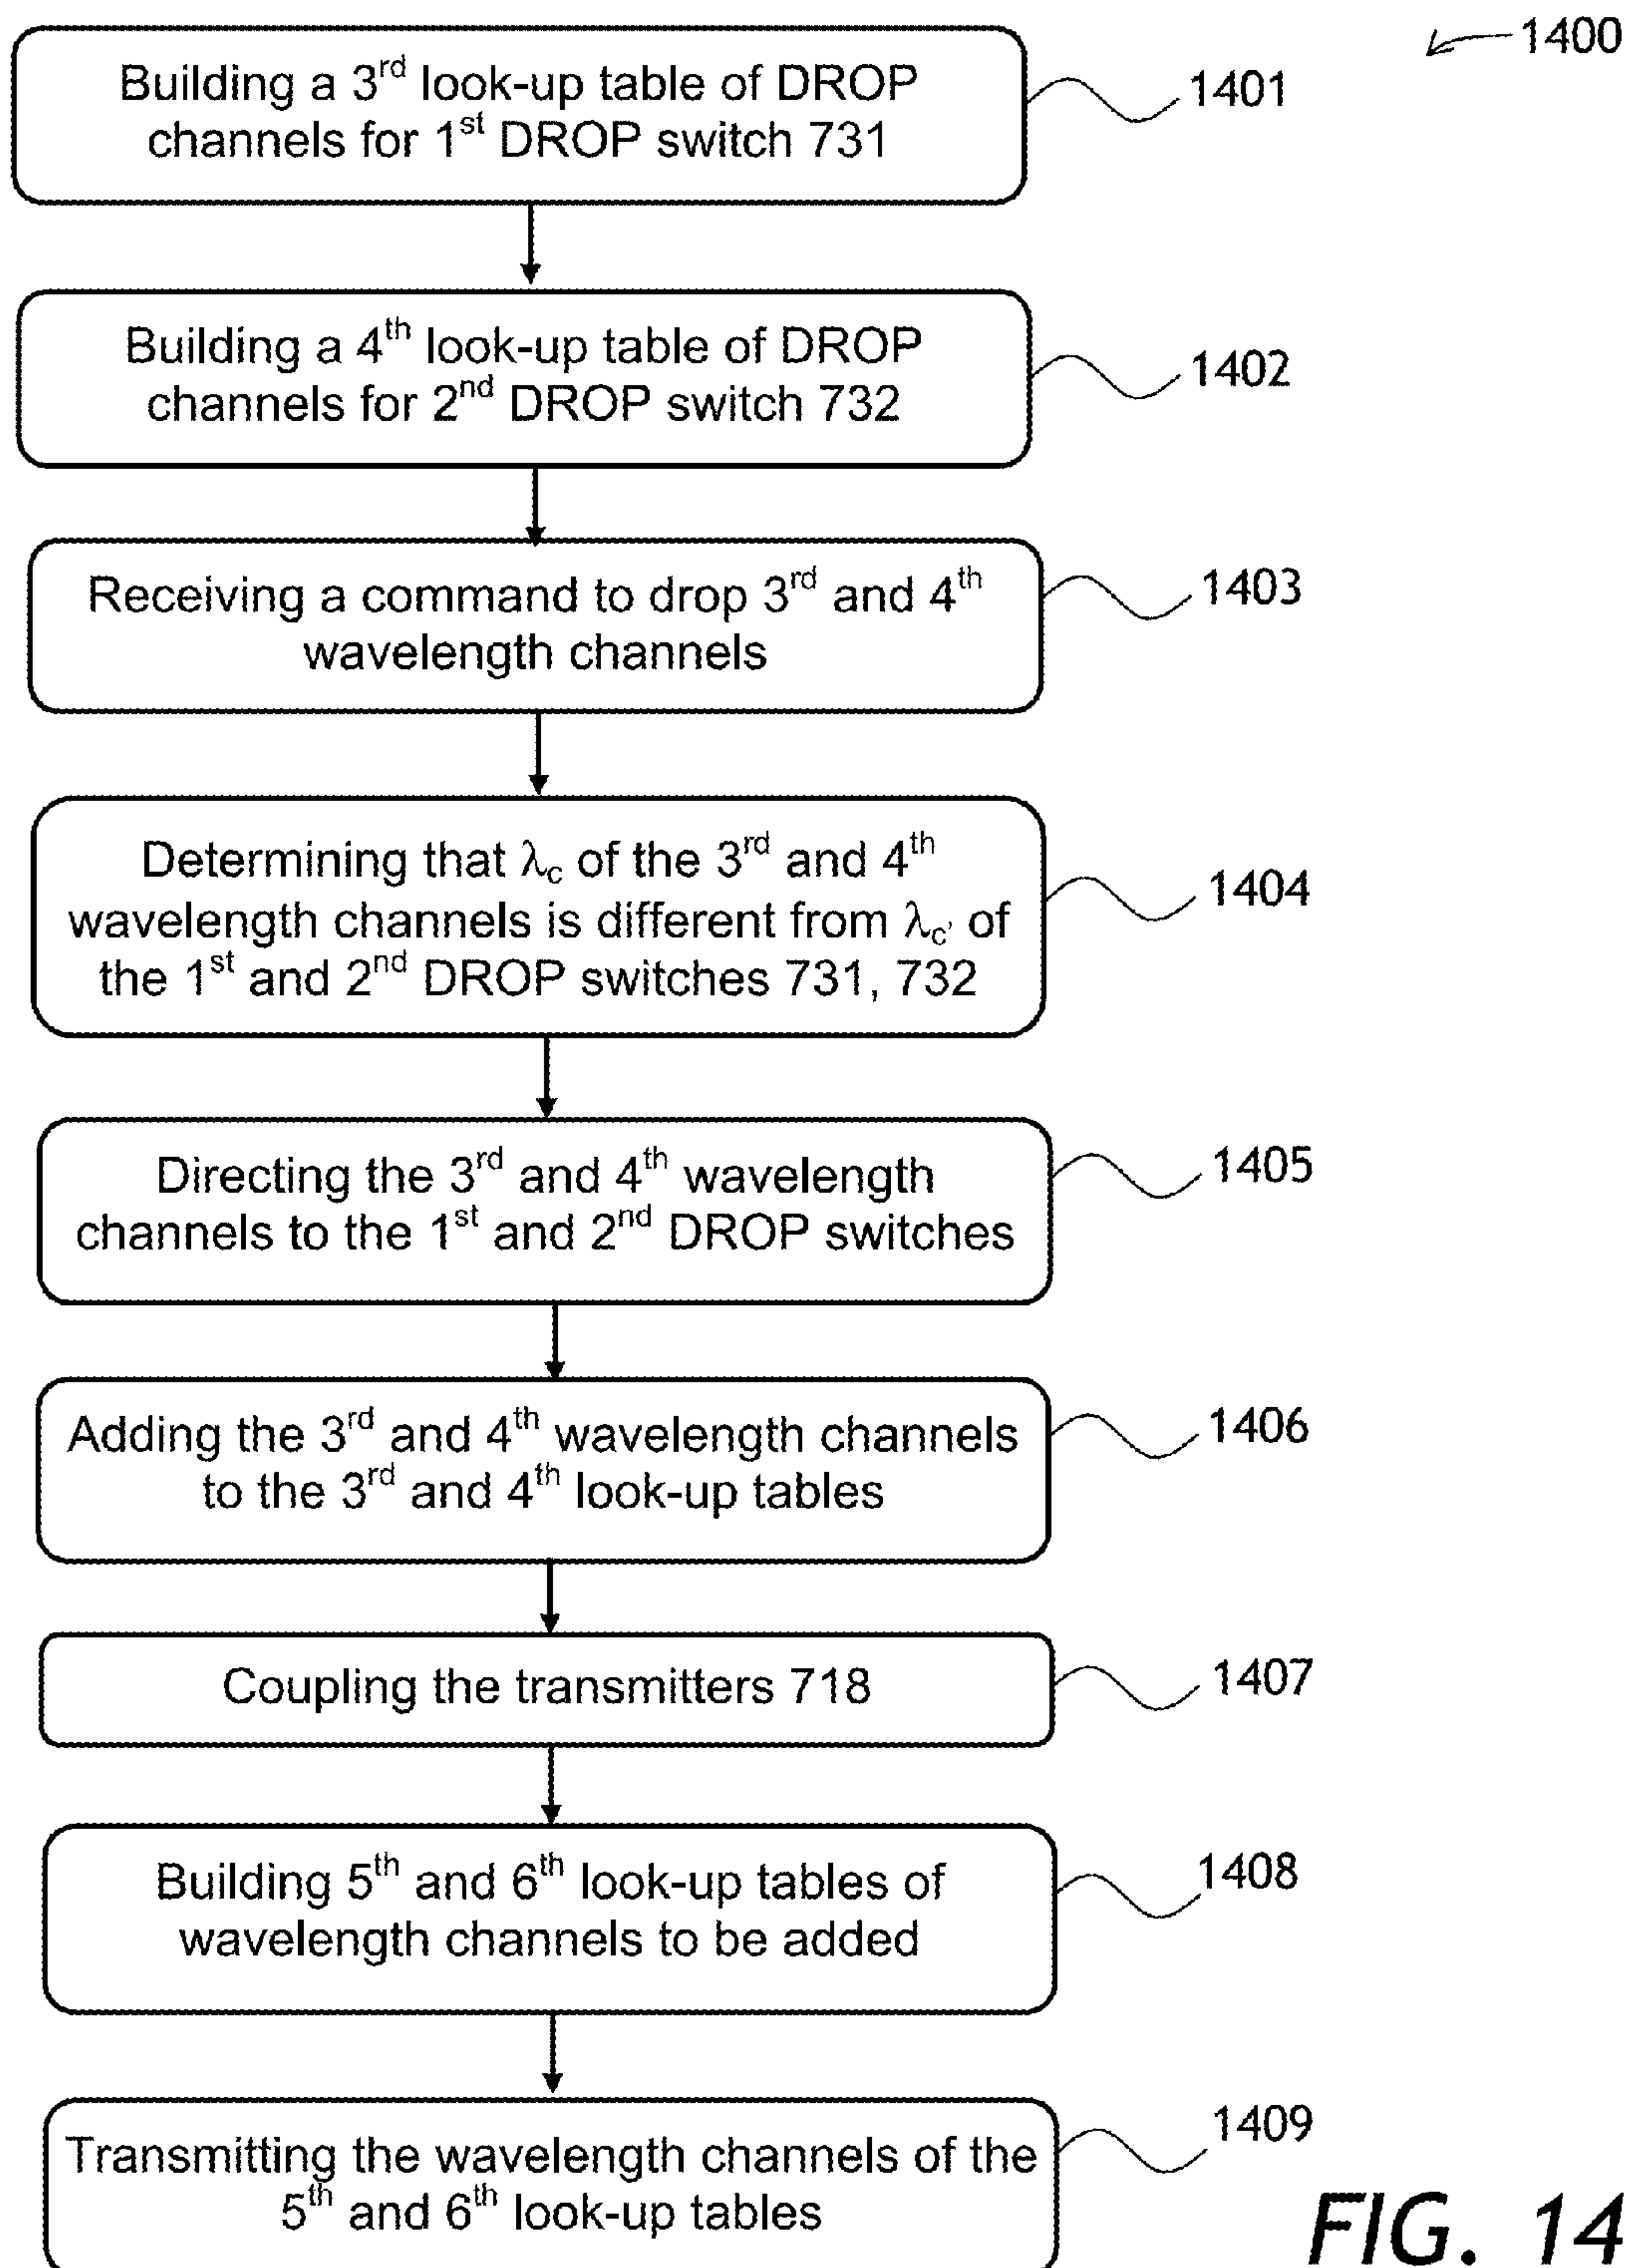 1400
Building a 3rd look-up table of DROP
channels for 1st DROP switch 731
1401
Building a 4th look-up table of DROP
channels for 2nd DROP switch 732
1402
Receiving a command to drop 3rd and 4th
wavelength channels
1403
Determining that λc of the 3rd and 4th
wavelength channels is different from λc' of
the 1st and 2nd DROP switches 731, 732
1404
Directing the 3rd and 4th wavelength
channels to the 1st and 2nd DROP switches
1405
Adding the 3rd and 4th wavelength channels
to the 3rd and 4th look-up tables
1406
Coupling the transmitters 718
1407
Building 5th and 6th look-up tables of
wavelength channels to be added
1408
Transmitting the wavelength channels of the
5th and 6th look-up tables
1409
FIG. 14